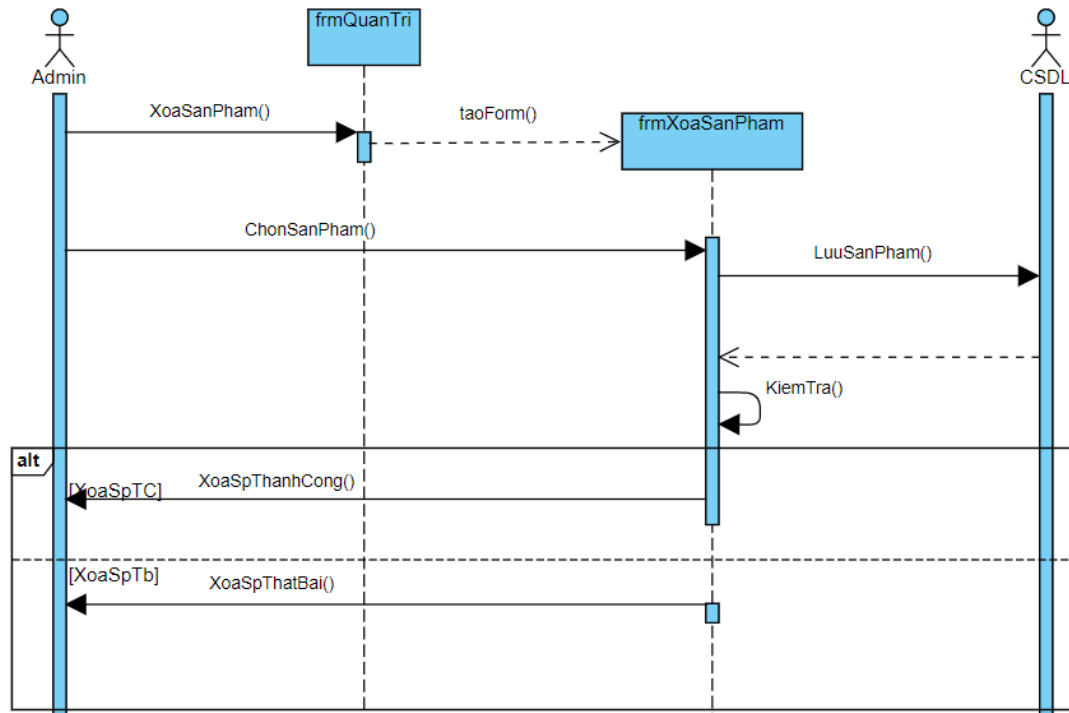 frmQuanTri
Admin
CSDL
XoaSanPham()
taoForm()
frmXoaSanPham
ChonSanPham()
LuuSanPham()
KiemTra()
alt
XoaSpThanhCong()
[XoaSpTC]
[XoaSpTb]
XoaSpThatBai()